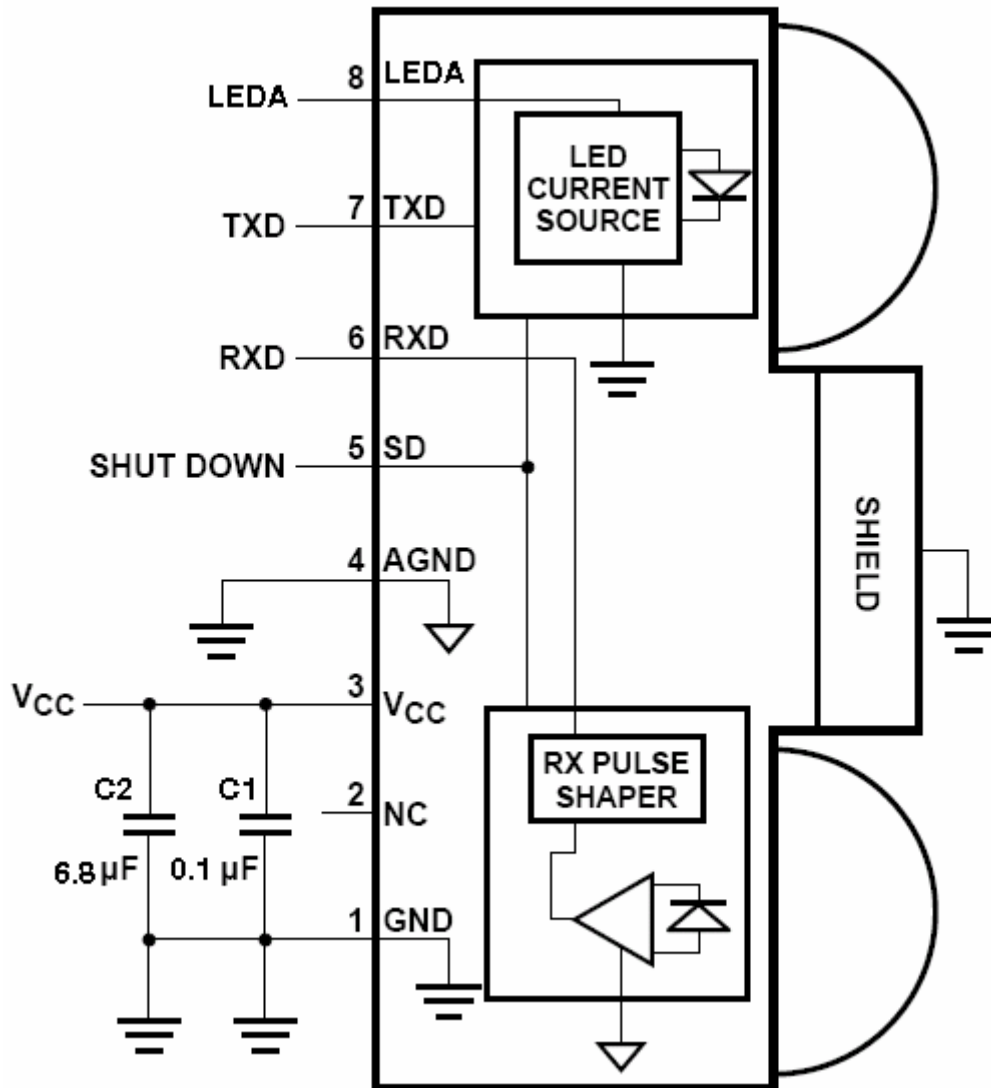 8 LEDA
LEDA
LED
CURRENT
SOURCE
7 TXD
TXD
6 RXD
RXD
5 SD
SHUT DOWN
SHIELD
4 AGND
3
VCC
VCC
RX PULSE
SHAPER
C2 C1
2 NC
6.8 µF 0.1 µF
1 GND